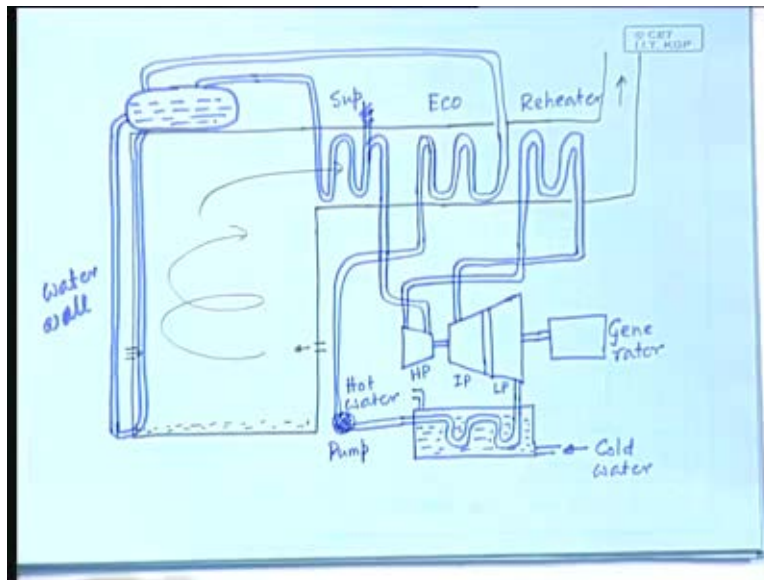 © CET
I.I.T. KGP
Sup
Eco
Reheater
water
wall
HP
IP
LP
Gene
rator
Hot
water
Pump
Cold
water